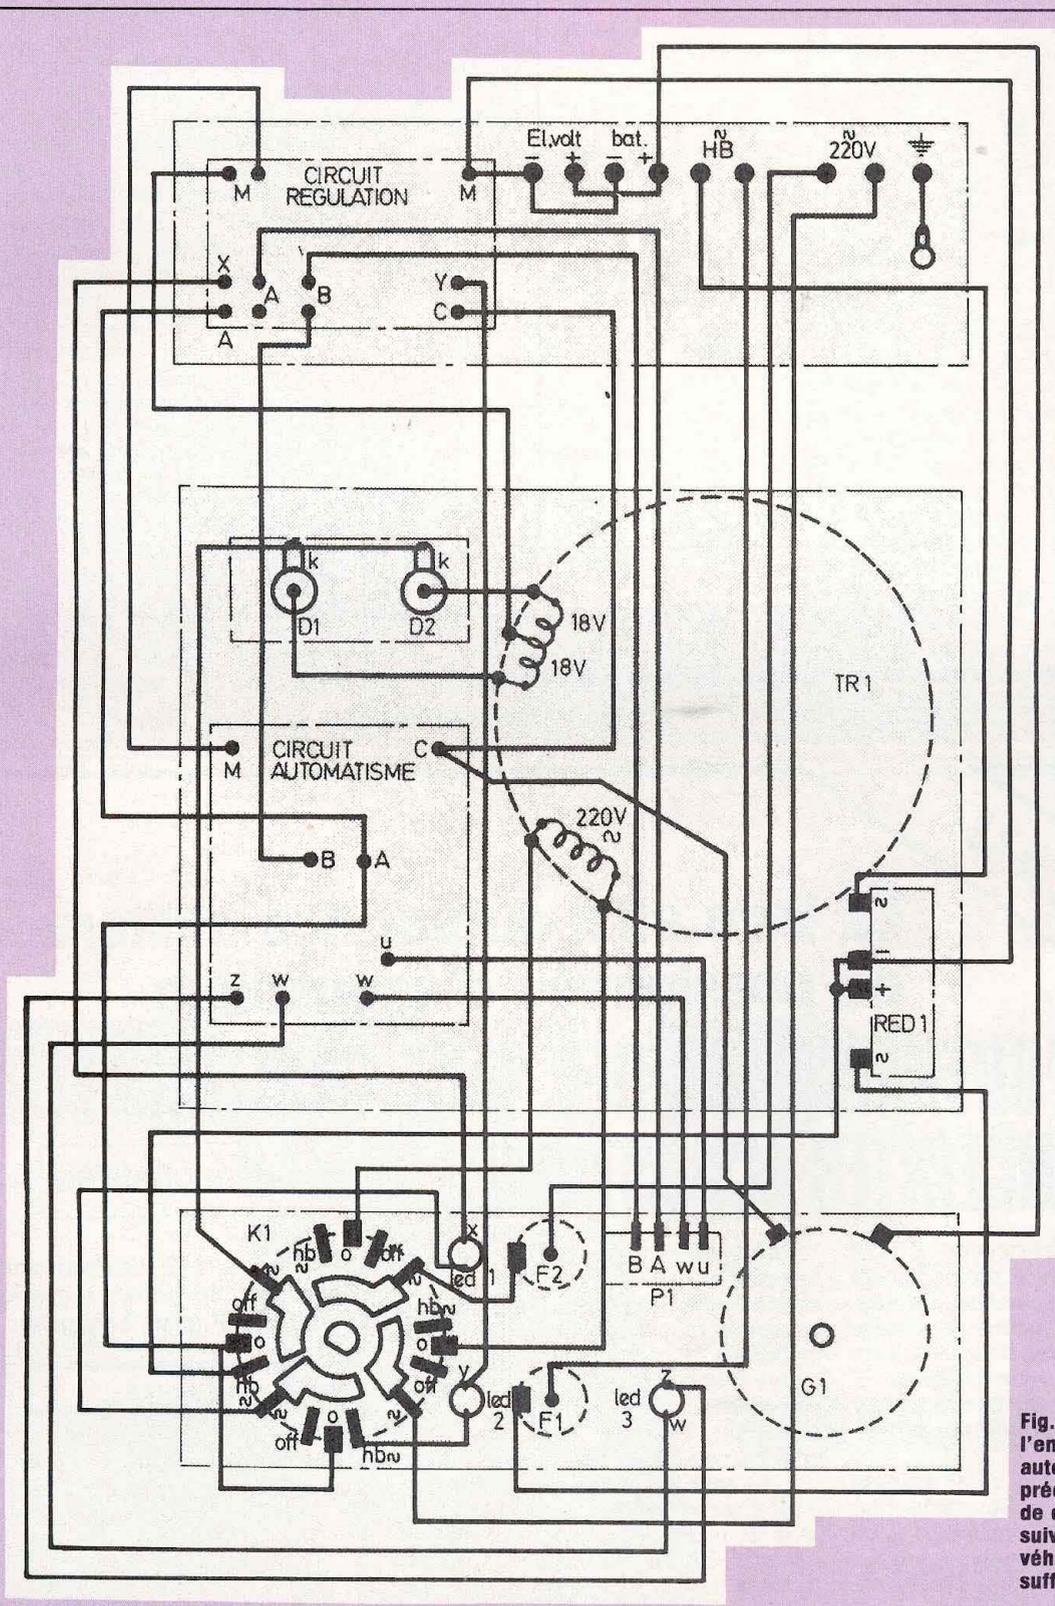 El.volt bat. HB 220V
- + - +
M CIRCUIT M
REGULATION
X A B Y
A C
k k
D1 D2
18V
18V
TR1
CIRCUIT C
M AUTOMATISME
220V
B A
u
z w w
-
+
RED1
K1 hb o off
x
led 1
F2
B A w u
P1
off
o
hb
hb
o
off
off o hb
y
led
2
F1
led
3
z
w
G1
Fig.
l'en
auto
préc
de
suiv
véh
suff